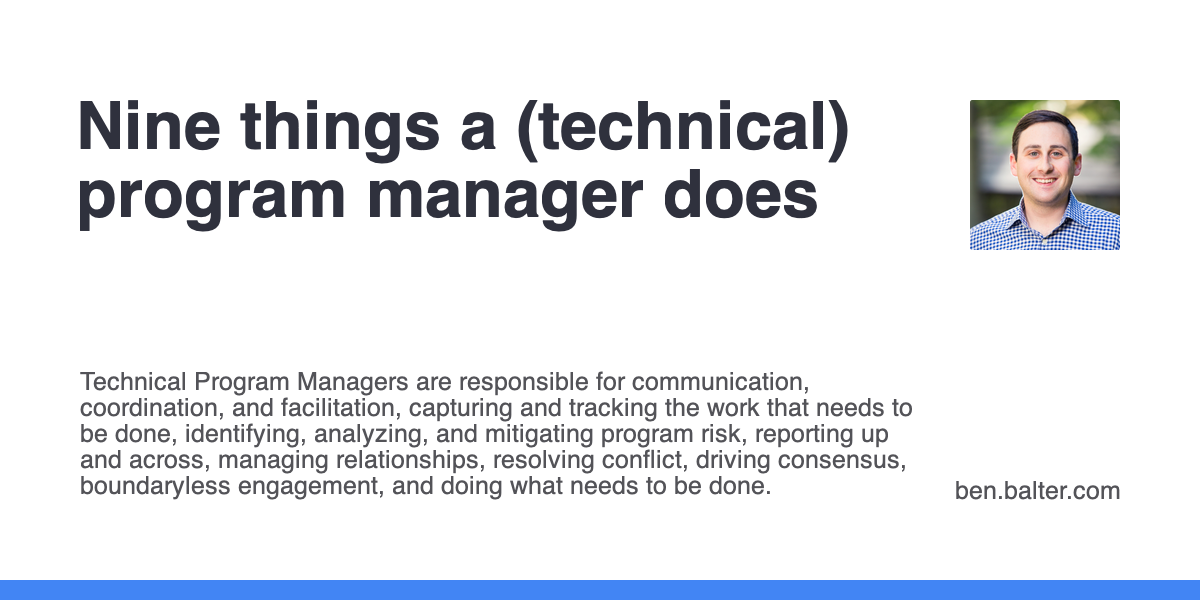 Nine things a (technical)
program manager does
Technical Program Managers are responsible for communication,
coordination, and facilitation, capturing and tracking the work that needs to
be done, identifying, analyzing, and mitigating program risk, reporting up
and across, managing relationships, resolving conflict, driving consensus,
boundaryless engagement, and doing what needs to be done.
ben.balter.com